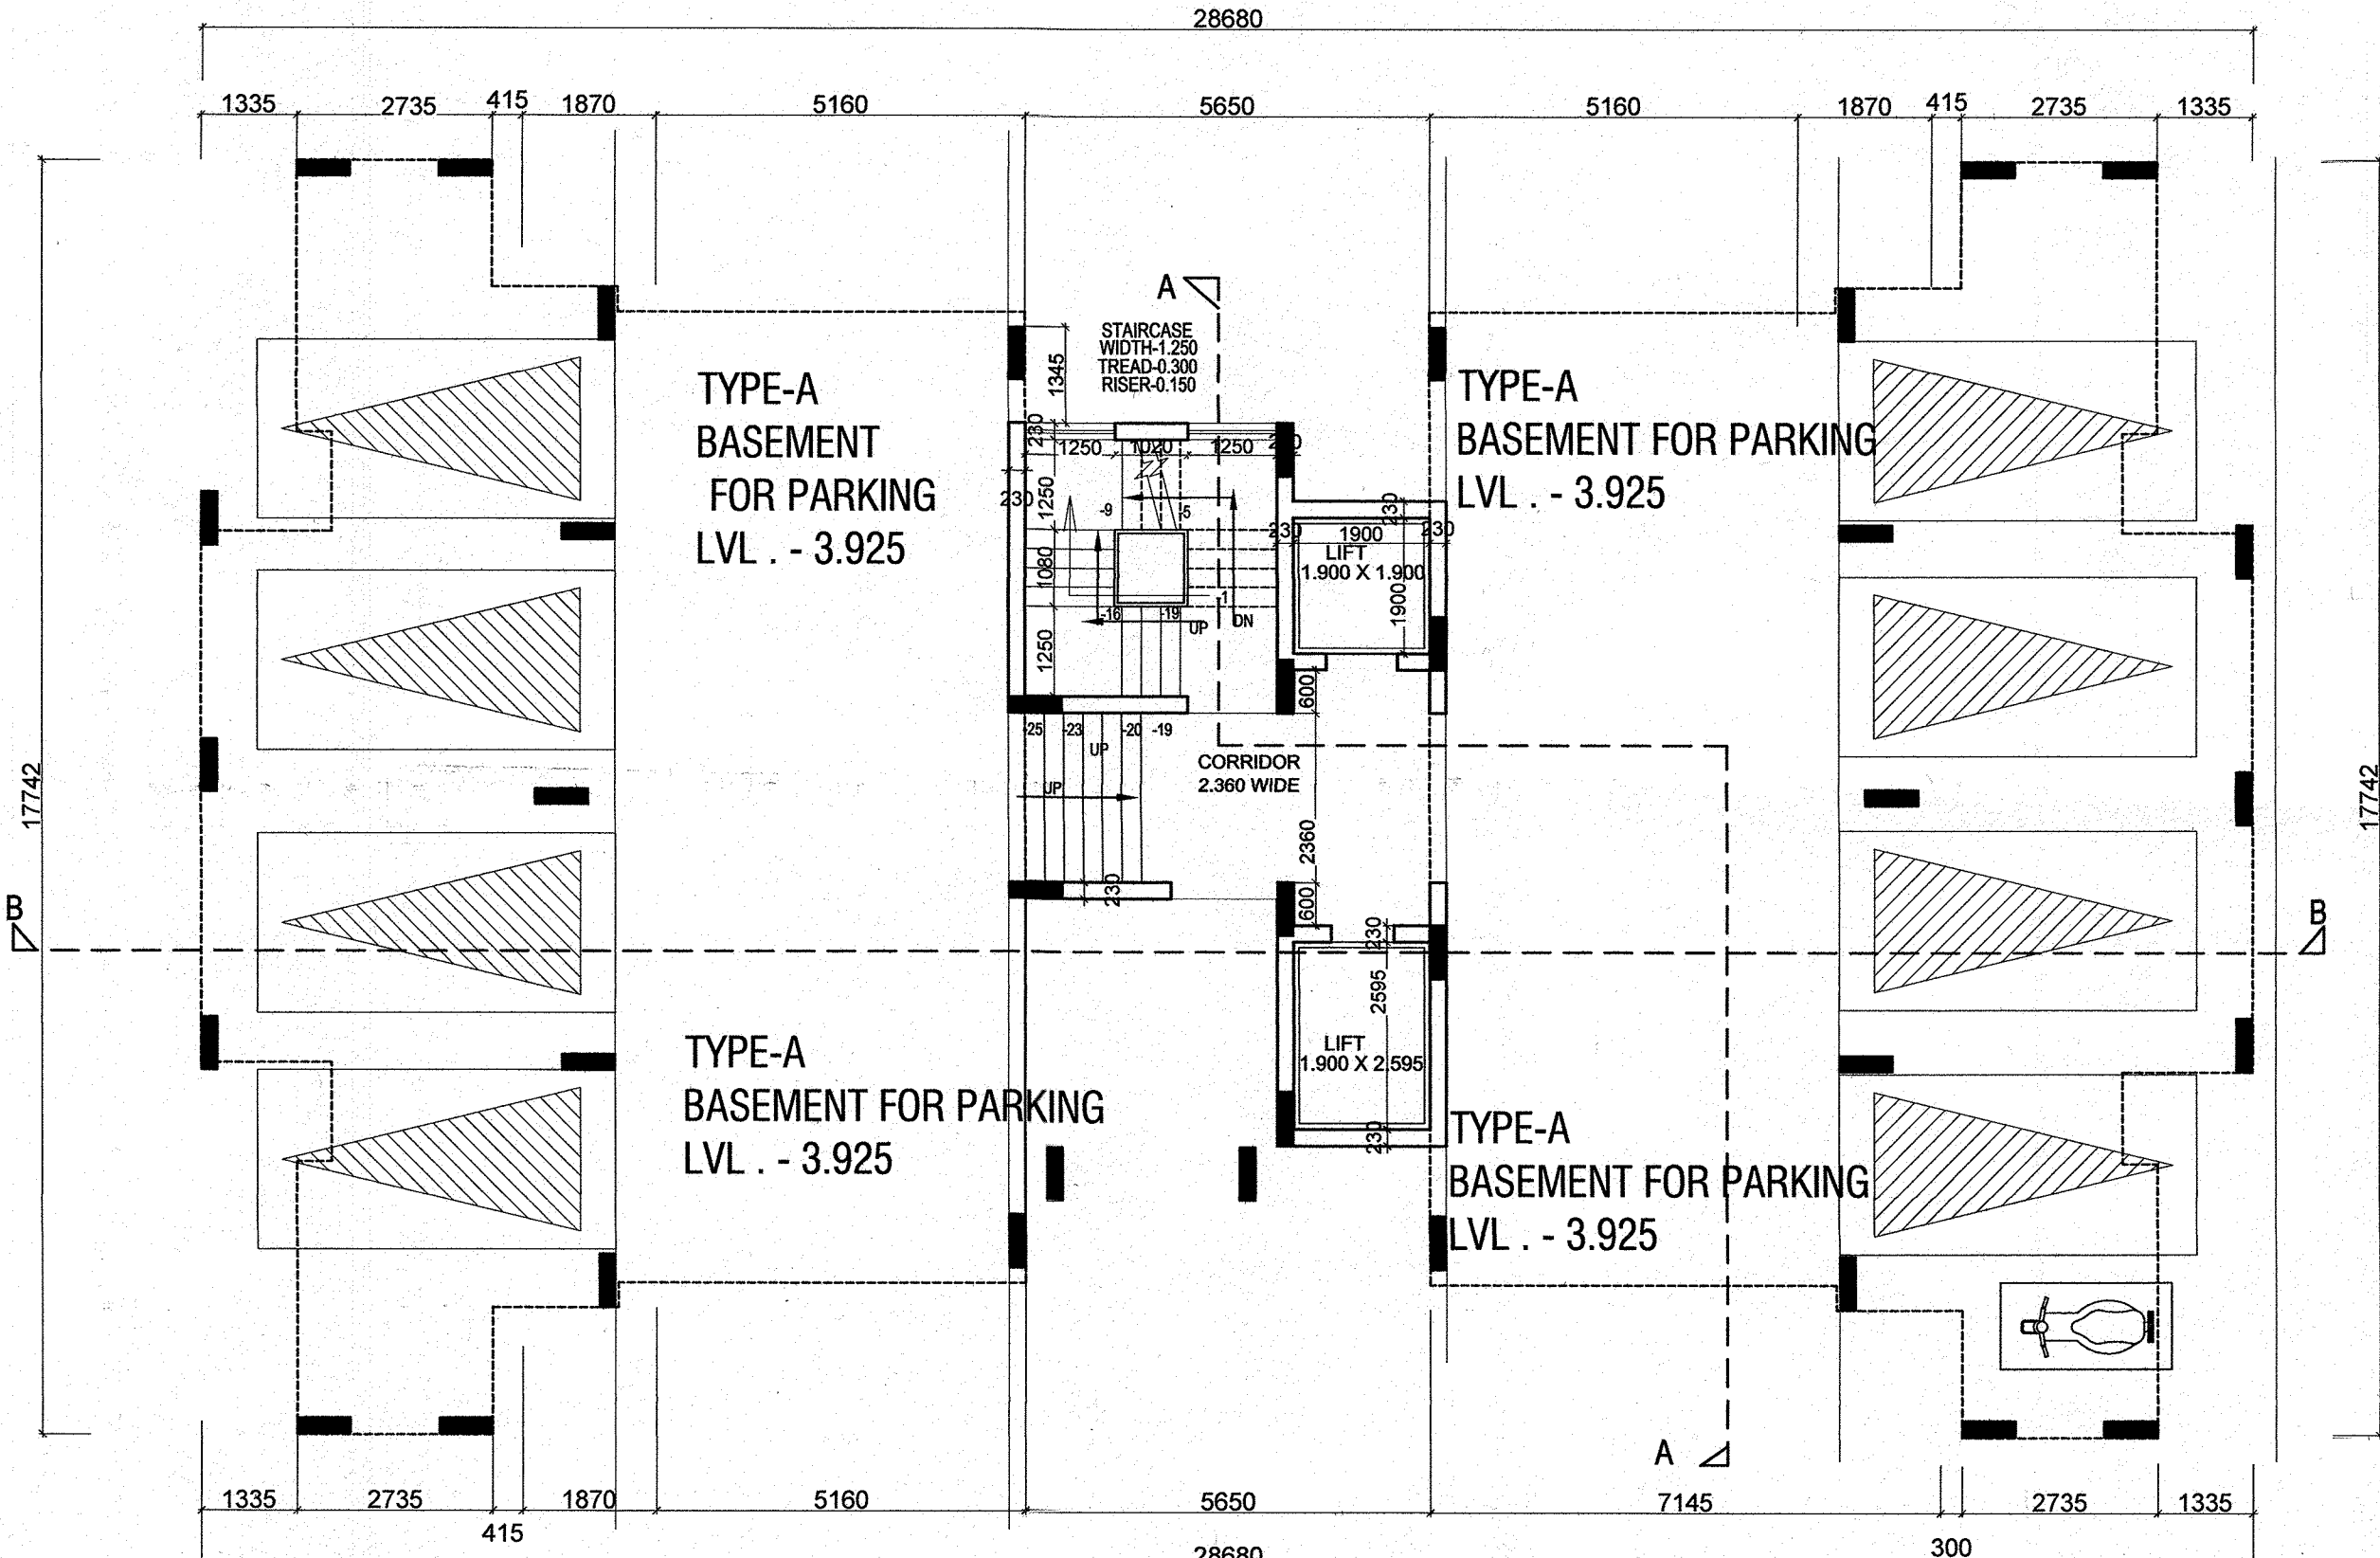 28680
1335 2735 415 1870 5160 5650 5160 1870 415 2735 1335
A
STAIRCASE
WIDTH-1.250
TREAD-0.300
RISER-0.150
1345
TYPE-A
BASEMENT
FOR PARKING
LVL . - 3.925
TYPE-A
BASEMENT FOR PARKING
LVL . - 3.925
230
1250 1020 1250 230
230
1250
-9 -5
1080
-16 -19 -1
UP DN
1250
230
230 1900 230
LIFT
1.900 X 1.900
1900
600
-25 -23 -20 -19
UP
UP
CORRIDOR
2.360 WIDE
2360
600
230
17742
17742
B
B
230
2595
LIFT
1.900 X 2.595
230
TYPE-A
BASEMENT FOR PARKING
LVL . - 3.925
TYPE-A
BASEMENT FOR PARKING
LVL . - 3.925
A
1335 2735 1870 5160 5650 7145 2735 1335
415
300
28680